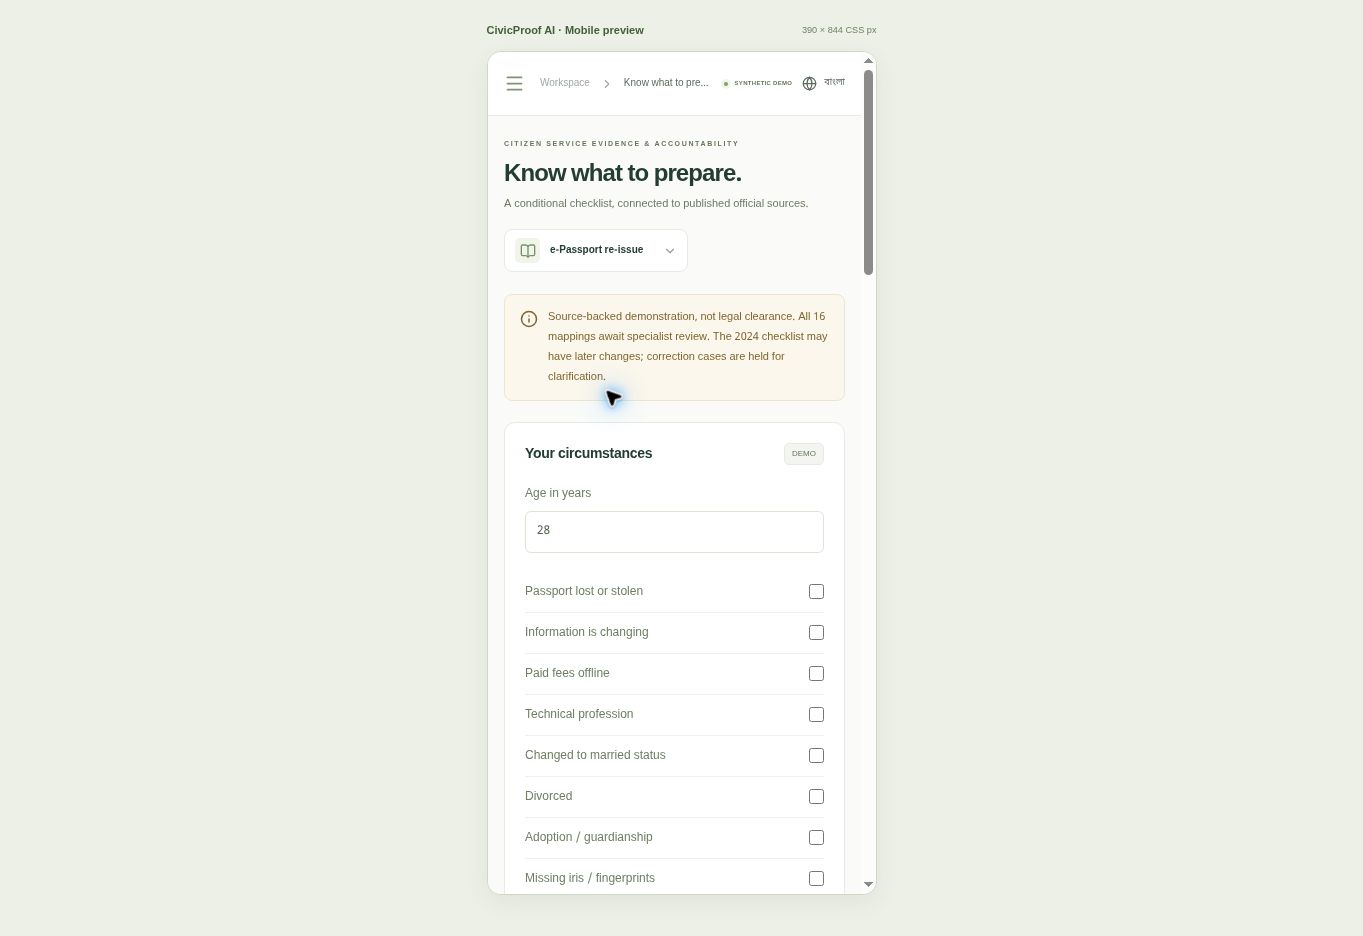 CivicProof AI · Mobile preview
390 × 844 CSS px
Workspace
Know what to pre...
SYNTHETIC DEMO
বাংলা
CITIZEN SERVICE EVIDENCE & ACCOUNTABILITY
Know what to prepare.
A conditional checklist, connected to published official sources.
e-Passport re-issue
Source-backed demonstration, not legal clearance. All 16
mappings await specialist review. The 2024 checklist may
have later changes; correction cases are held for
clarification.
Your circumstances
DEMO
Age in years
28
Passport lost or stolen
Information is changing
Paid fees offline
Technical profession
Changed to married status
Divorced
Adoption / guardianship
Missing iris / fingerprints